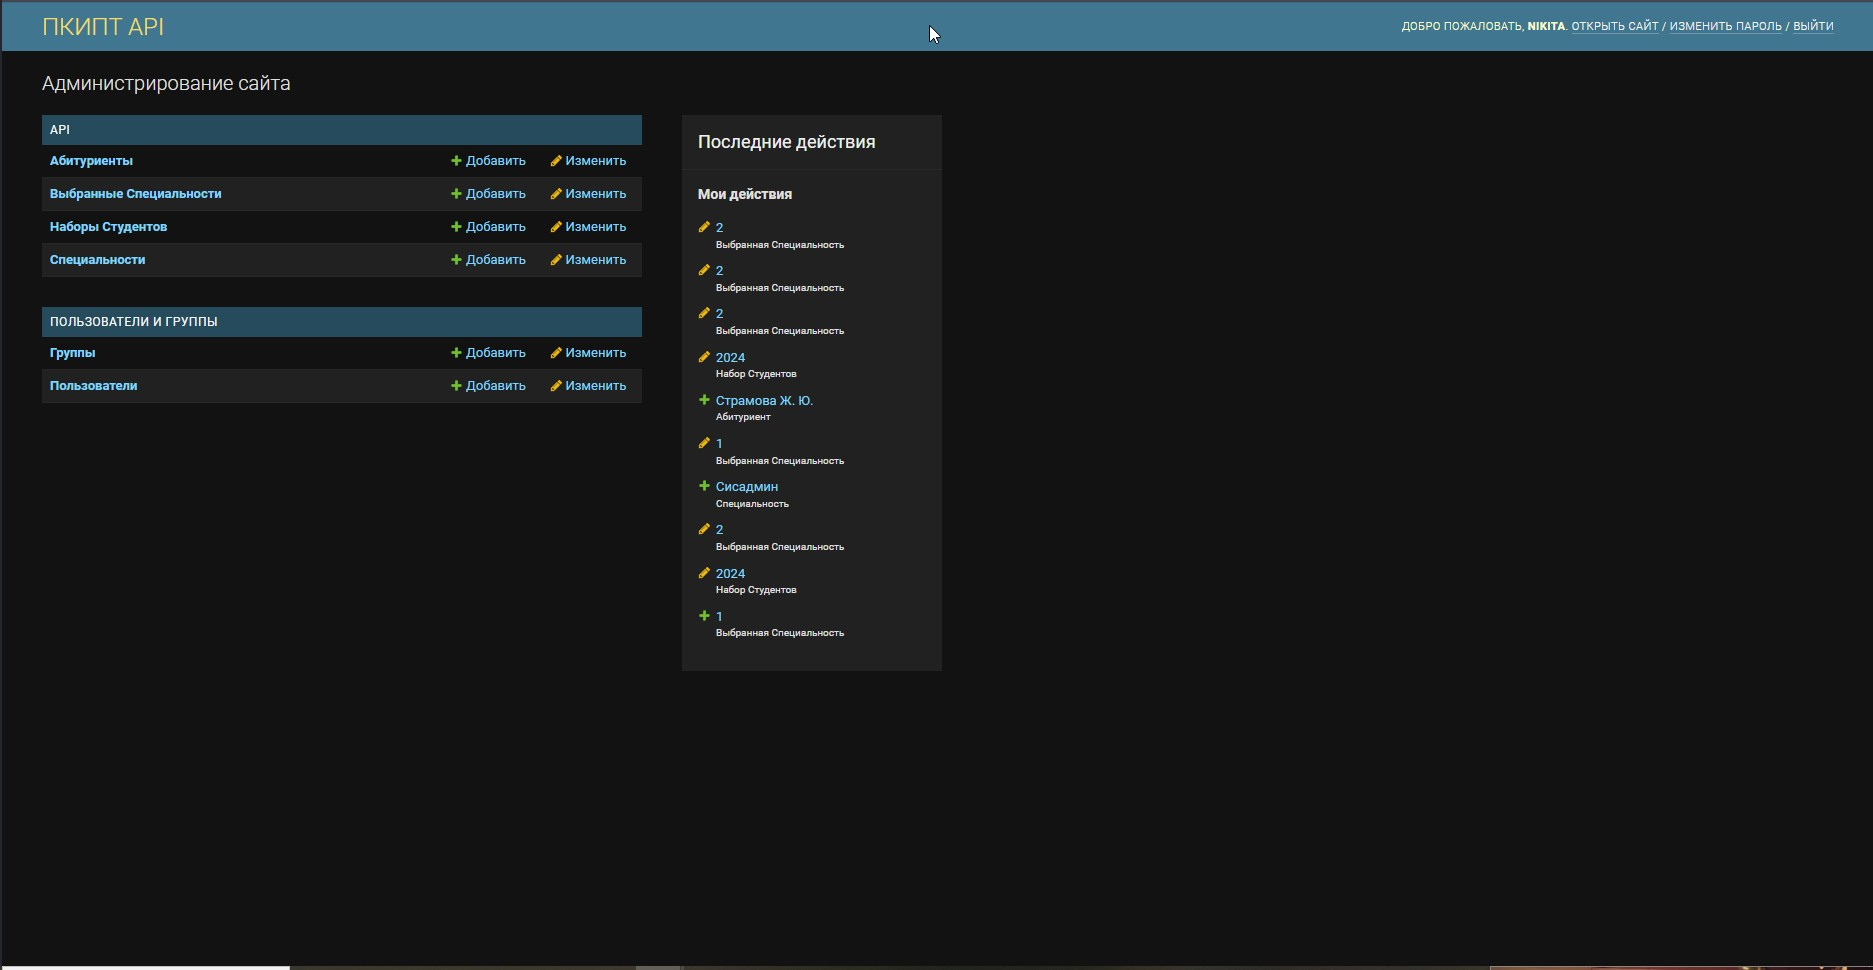 ПКИПТ API
ДОБРО ПОЖАЛОВАТЬ, NIKITA. ОТКРЫТЬ САЙТ / ИЗМЕНИТЬ ПАРОЛЬ / ВЫЙТИ
Администрирование сайта
API
Абитуриенты Добавить Изменить
Выбранные Специальности Добавить Изменить
Наборы Студентов Добавить Изменить
Специальности Добавить Изменить
ПОЛЬЗОВАТЕЛИ И ГРУППЫ
Группы Добавить Изменить
Пользователи Добавить Изменить
Последние действия
Мои действия
2
Выбранная Специальность
2
Выбранная Специальность
2
Выбранная Специальность
2024
Набор Студентов
Страмова Ж. Ю.
Абитуриент
1
Выбранная Специальность
Сисадмин
Специальность
2
Выбранная Специальность
2024
Набор Студентов
1
Выбранная Специальность